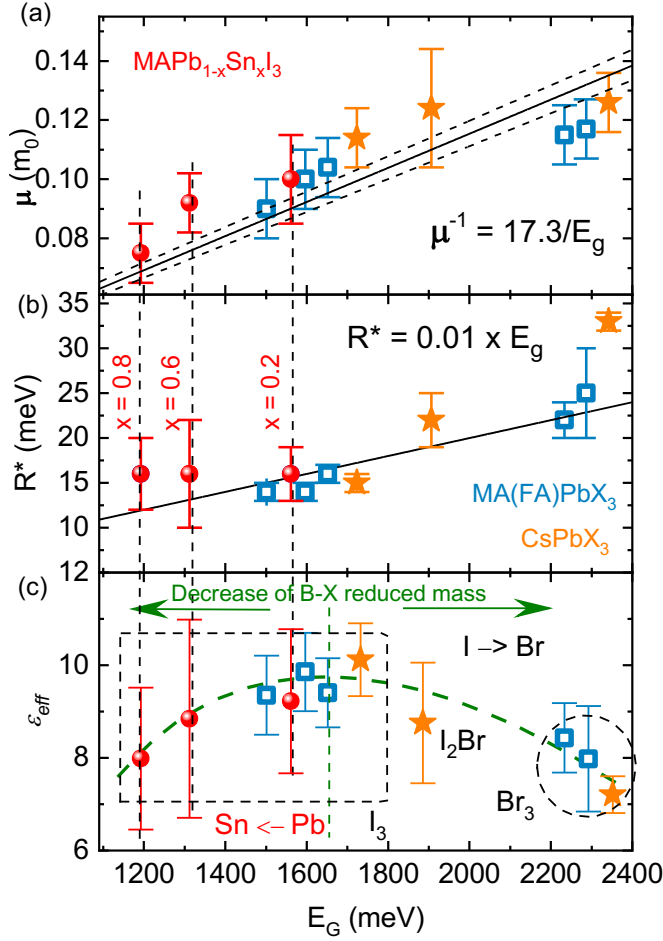 (a)
MAPb1-xSnxI3
0.14
0.12
0.10
0.08
μ (m0)
μ-1 = 17.3/Eg
(b)
R* = 0.01 x Eg
35
30
25
20
15
10
R* (meV)
x = 0.8
x = 0.6
x = 0.2
MA(FA)PbX3
CsPbX3
(c)
Decrease of B-X reduced mass
12
10
8
6
εeff
I −> Br
I2Br
Br3
Sn <− Pb
I3
1200 1400 1600 1800 2000 2200 2400
EG (meV)